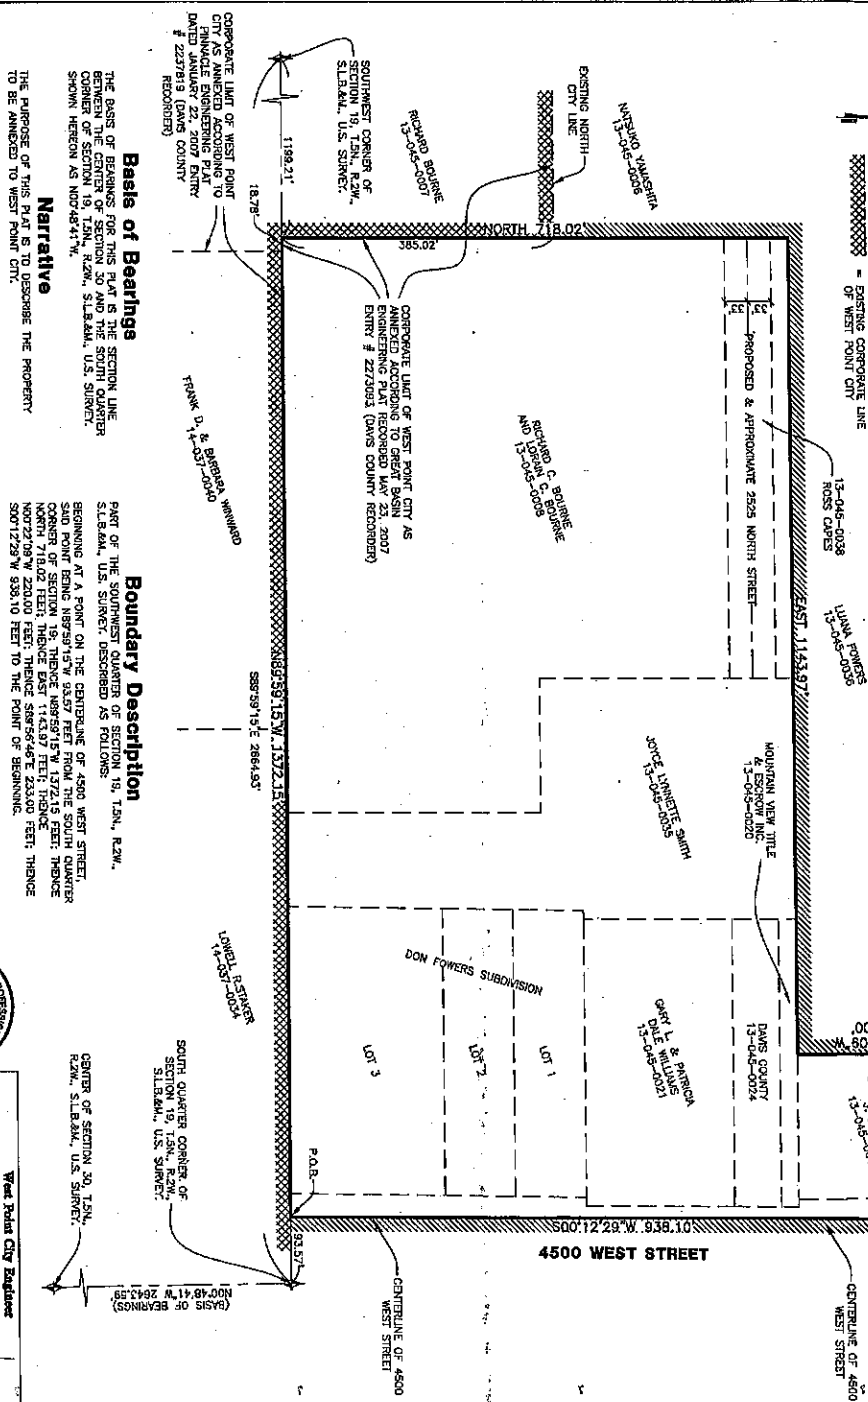 = EXISTING CORPORATE LINE
OF WEST POINT CITY
13-045-0038
ROSS CAPES
LUANA POWERS
13-045-0036
NATSUKO YAMASHITA
13-045-0006
EXISTING NORTH
CITY LINE
RICHARD BOURNE
13-045-0007
SOUTHWEST CORNER OF
SECTION 19, T.5N., R.2W.,
S.L.B.&M., U.S. SURVEY.
CORPORATE LIMIT OF WEST POINT
CITY AS ANNEXED ACCORDING TO
PINNACLE ENGINEERING PLAT
DATED JANUARY 22, 2007 ENTRY
# 2237819 (DAVIS COUNTY
RECORDER)
1199.21'
18.78'
NORTH 718.02'
385.02'
33'
33'
PROPOSED & APPROXIMATE 2525 NORTH STREET
EAST 1143.97'
MOUNTAIN VIEW TITLE
& ESCROW INC.
13-045-0020
RICHARD C. BOURNE
AND LORAIN C. BOURNE
13-045-0008
CORPORATE LIMIT OF WEST POINT CITY AS
ANNEXED ACCORDING TO GREAT BASIN
ENGINEERING PLAT RECORDED MAY 23, 2007
ENTRY # 2273093 (DAVIS COUNTY RECORDER)
JOYCE LYNNETTE SMITH
13-045-0035
DAVIS COUNTY
13-045-0024
GARY L. & PATRICIA
DALE WILLIAMS
13-045-0021
DON FOWERS SUBDIVISION
LOT 1
LOT 2
LOT 3
P.O.B.
N89°59'15"W 1372.15'
S89°59'15"E 2664.93'
FRANK D. & BARBARA WINWARD
14-037-0040
LOWELL R. STAKER
14-037-0034
S00°12'29"W 938.10'
4500 WEST STREET
CENTERLINE OF 4500
WEST STREET
CENTERLINE OF 4500
WEST STREET
93.57'
N00°48'41"W 2643.59'
(BASIS OF BEARINGS)
SOUTH QUARTER CORNER OF
SECTION 19, T.5N., R.2W.,
S.L.B.&M., U.S. SURVEY.
CENTER OF SECTION 30, T.5N.,
R.2W., S.L.B.&M., U.S. SURVEY.
Basis of Bearings
THE BASIS OF BEARINGS FOR THIS PLAT IS THE SECTION LINE
BETWEEN THE CENTER OF SECTION 30 AND THE SOUTH QUARTER
CORNER OF SECTION 19, T.5N., R.2W., S.L.B.&M., U.S. SURVEY.
SHOWN HEREON AS N00°48'41"W.
Narrative
THE PURPOSE OF THIS PLAT IS TO DESCRIBE THE PROPERTY
TO BE ANNEXED TO WEST POINT CITY.
Boundary Description
PART OF THE SOUTHWEST QUARTER OF SECTION 19, T.5N., R.2W.,
S.L.B.&M., U.S. SURVEY. DESCRIBED AS FOLLOWS:
BEGINNING AT A POINT ON THE CENTERLINE OF 4500 WEST STREET,
SAID POINT BEING N89°59'15"W 93.57 FEET FROM THE SOUTH QUARTER
CORNER OF SECTION 19; THENCE N89°59'15"W 1372.15 FEET; THENCE
NORTH 718.02 FEET; THENCE EAST 1143.97 FEET; THENCE
N00°22'09"W 220.00 FEET; THENCE S89°56'46"E 233.00 FEET; THENCE
S00°12'29"W 938.10 FEET TO THE POINT OF BEGINNING.
West Point City Engineer